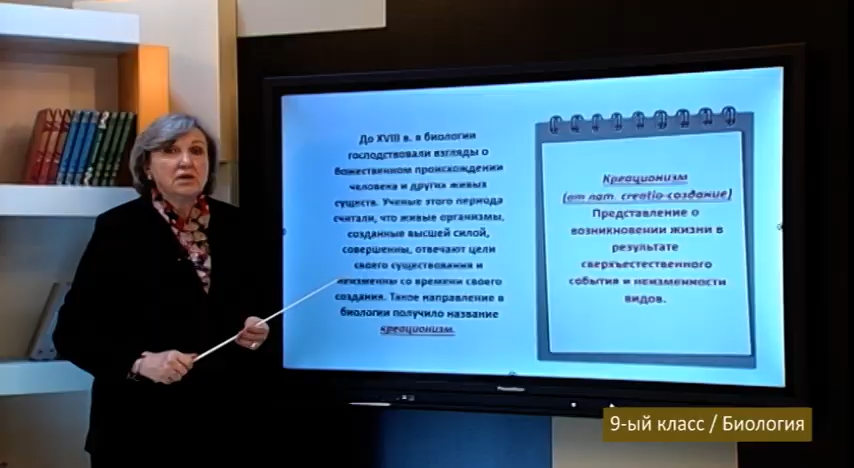 До XVIII в. в биологии
господствовали взгляды о
божественном происхождении
человека и других живых
существ. Ученые этого периода
считали, что живые организмы,
созданные высшей силой,
совершенны, отвечают цели
своего существования и
неизменны со времени своего
создания. Такое направление в
биологии получило название
креационизм.
Креационизм
(от лат. creatio-создание)
Представление о
возникновении жизни в
результате
сверхъестественного
события и неизменности
видов.
9-ый класс / Биология